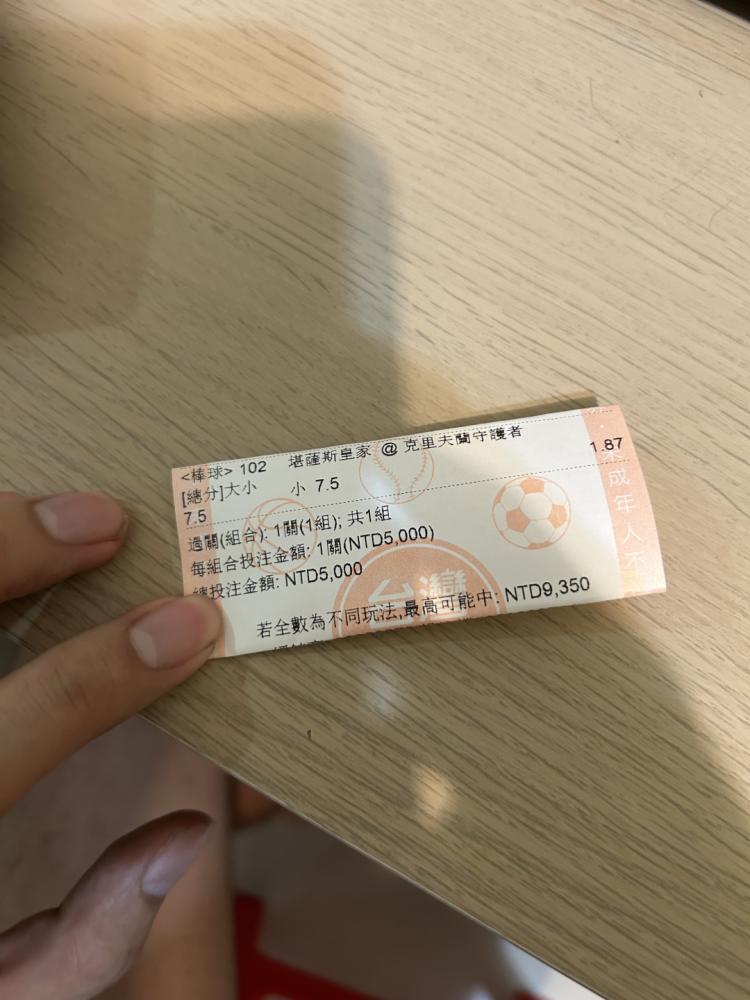 <棒球> 102 堪薩斯皇家 @ 克里夫蘭守護者
[總分]大小 小 7.5 1.87
7.5
過關(組合): 1關(1組); 共1組
每組合投注金額: 1關(NTD5,000)
總投注金額: NTD5,000
若全數為不同玩法,最高可能中: NTD9,350
台灣
成年人不